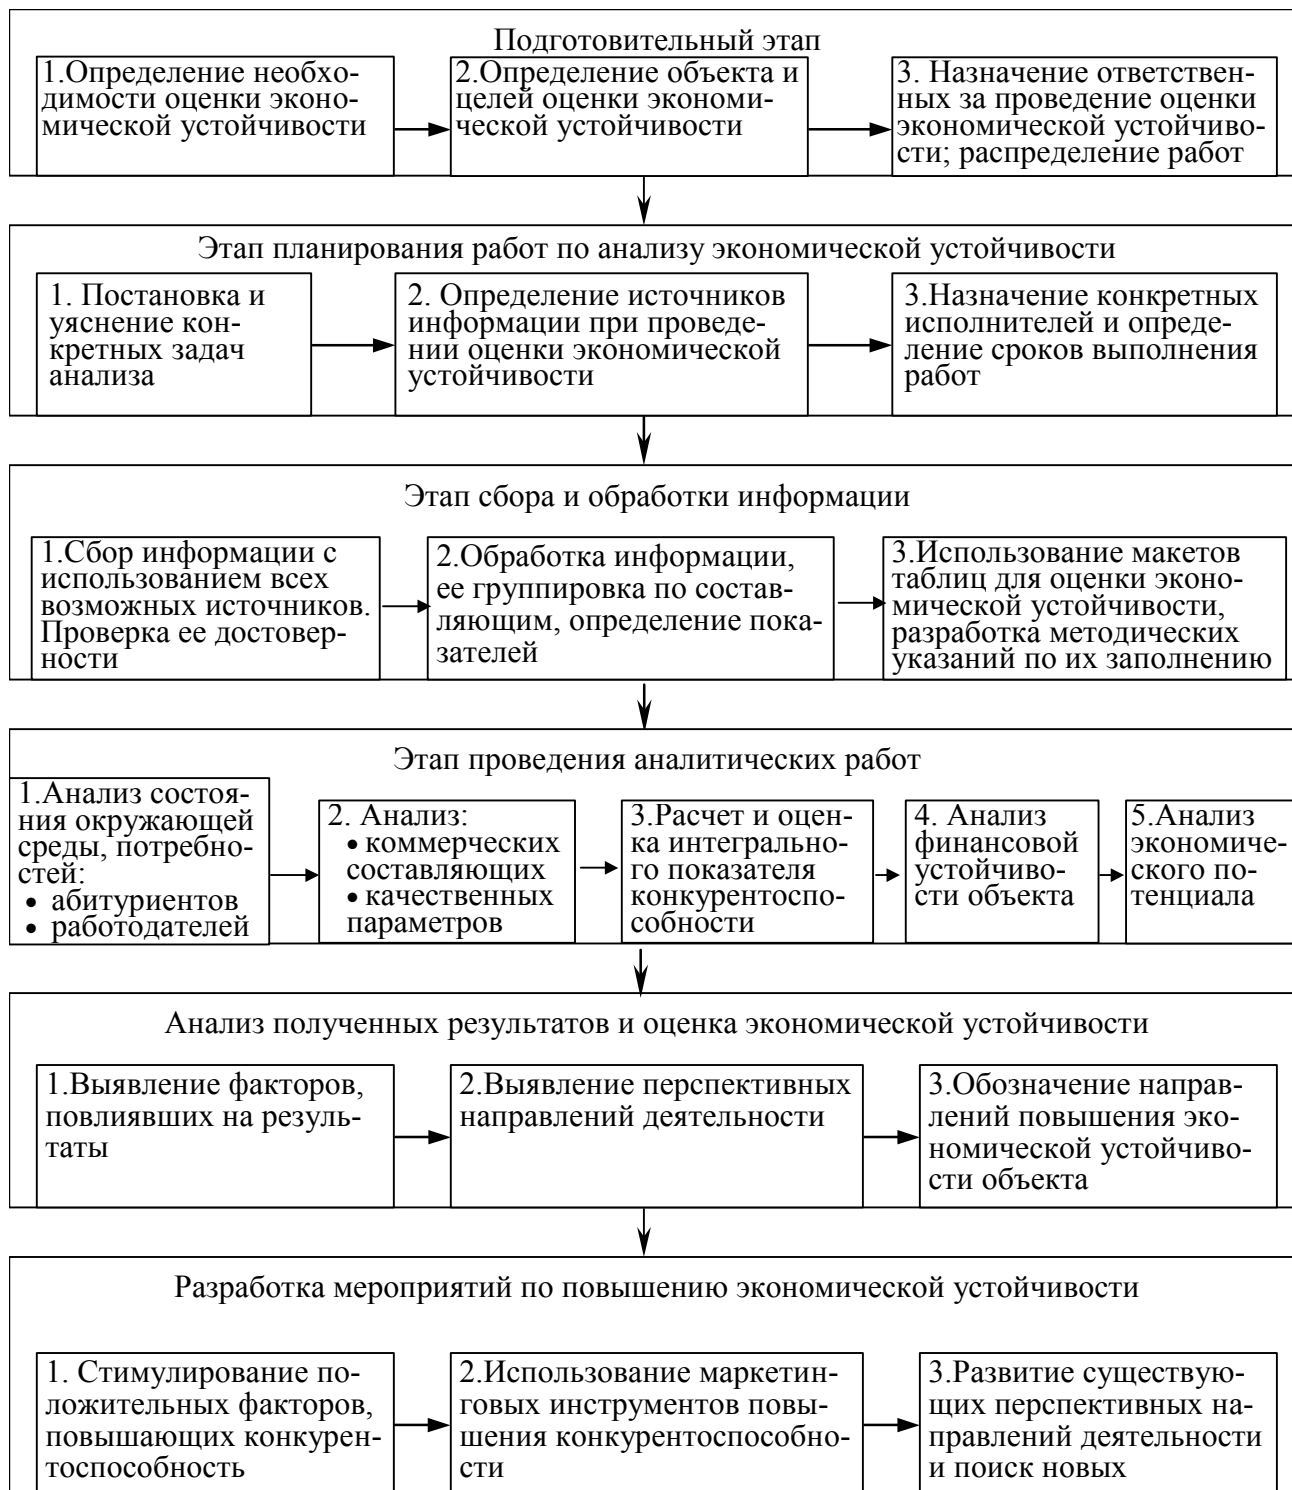 Подготовительный этап
1.Определение необхо-
димости оценки эконо-
мической устойчивости
2.Определение объекта и
целей оценки экономи-
ческой устойчивости
3. Назначение ответствен-
ных за проведение оценки
экономической устойчиво-
сти; распределение работ
Этап планирования работ по анализу экономической устойчивости
1. Постановка и
уяснение кон-
кретных задач
анализа
2. Определение источников
информации при проведе-
нии оценки экономической
устойчивости
3.Назначение конкретных
исполнителей и опреде-
ление сроков выполнения
работ
Этап сбора и обработки информации
1.Сбор информации с
использованием всех
возможных источников.
Проверка ее достовер-
ности
2.Обработка информации,
ее группировка по состав-
ляющим, определение пока-
зателей
3.Использование макетов
таблиц для оценки эконо-
мической устойчивости,
разработка методических
указаний по их заполнению
Этап проведения аналитических работ
1.Анализ состоя-
ния окружающей
среды, потребно-
стей:
• абитуриентов
• работодателей
2. Анализ:
• коммерческих
составляющих
• качественных
параметров
3.Расчет и оцен-
ка интегрально-
го показателя
конкурентоспо-
собности
4. Анализ
финансовой
устойчиво-
сти объекта
5.Анализ
экономиче-
ского по-
тенциала
Анализ полученных результатов и оценка экономической устойчивости
1.Выявление факторов,
повлиявших на резуль-
таты
2.Выявление перспективных
направлений деятельности
3.Обозначение направ-
лений повышения эко-
номической устойчиво-
сти объекта
Разработка мероприятий по повышению экономической устойчивости
1. Стимулирование по-
ложительных факторов,
повышающих конкурен-
тоспособность
2.Использование маркетин-
говых инструментов повы-
шения конкурентоспособно-
сти
3.Развитие существую-
щих перспективных на-
правлений деятельности
и поиск новых